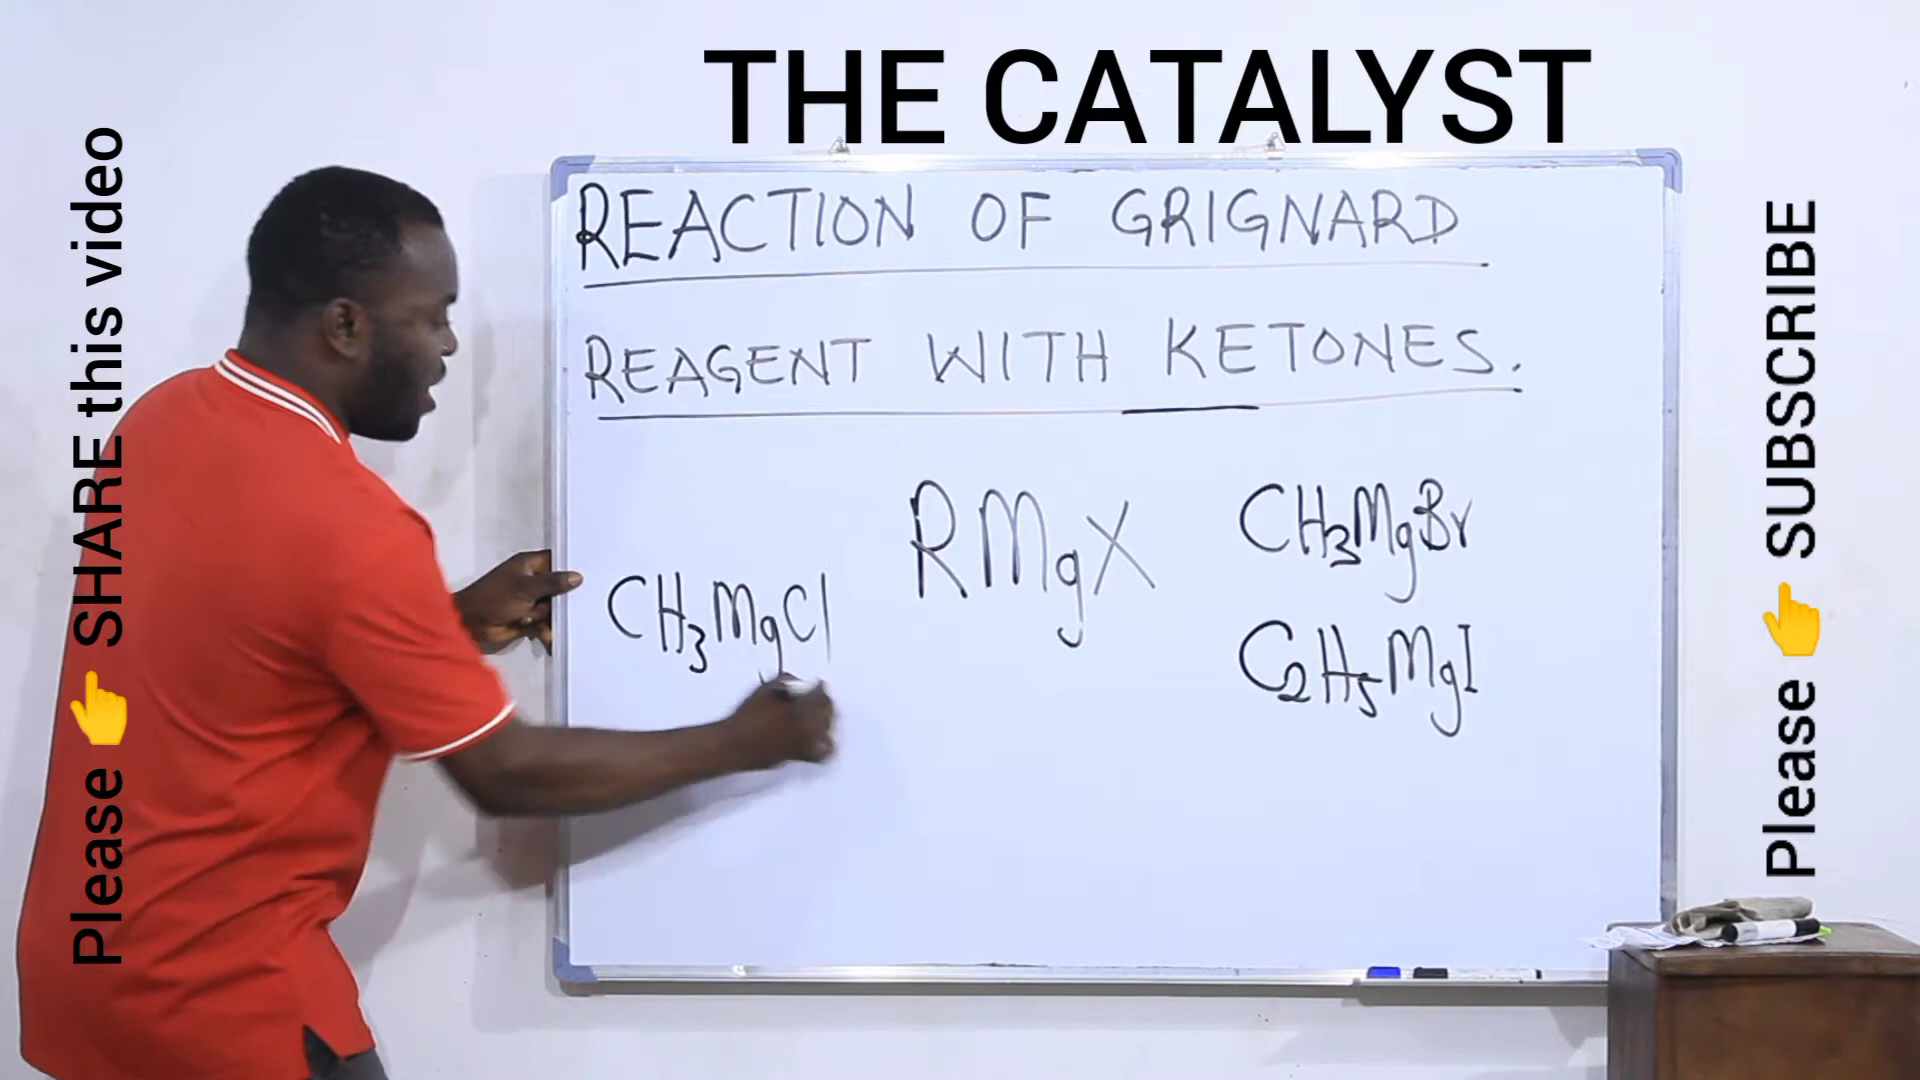 THE CATALYST
REACTION OF GRIGNARD
REAGENT WITH KETONES.
RMgX
CH3MgBr
CH3MgCl
C2H5MgI
Please 👆 SHARE this video
Please 👆 SUBSCRIBE